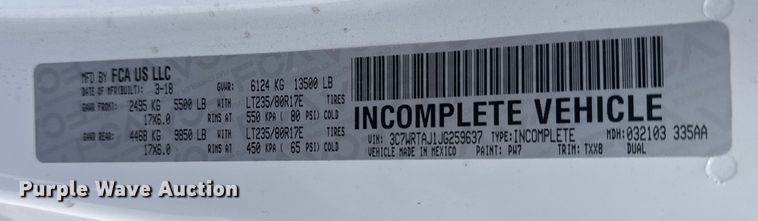 MFD BY FCA US LLC
DATE OF MFR(BUILT): 3-18 GVWR: 6124 KG 13500 LB
GAWR FRONT: 2495 KG 5500 LB WITH LT235/80R17E TIRES
17X6.0 RIMS AT 550 KPA ( 80 PSI) COLD
GAWR REAR: 4468 KG 9850 LB WITH LT235/80R17E TIRES
17X6.0 RIMS AT 450 KPA ( 65 PSI) COLD
INCOMPLETE VEHICLE
VIN: 3C7WRTAJ1JG259637 TYPE: INCOMPLETE MDH: 032103 335AA
VEHICLE MADE IN MEXICO PAINT: PW7 TRIM: TXX8 DUAL
Purple Wave Auction